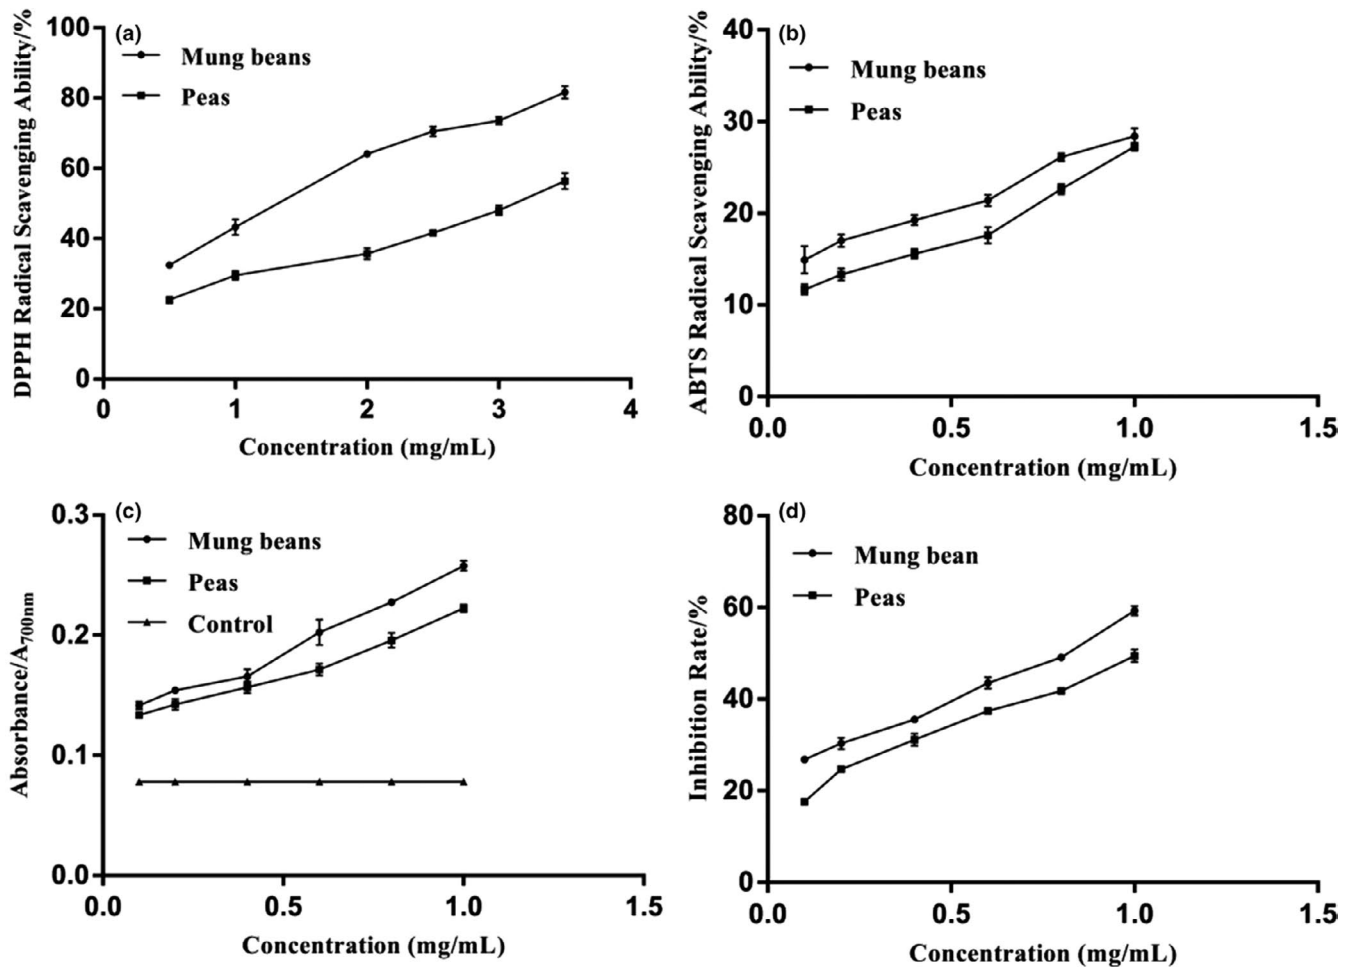 (a)
Mung beans
Peas
DPPH Radical Scavenging Ability/%
100
80
60
40
20
0
0 1 2 3 4
Concentration (mg/mL)
(b)
Mung beans
Peas
ABTS Radical Scavenging Ability/%
40
30
20
10
0
0.0 0.5 1.0 1.5
Concentration (mg/mL)
(c)
Mung beans
Peas
Control
Absorbance/A700nm
0.3
0.2
0.1
0.0
0.0 0.5 1.0 1.5
Concentration (mg/mL)
(d)
Mung bean
Peas
Inhibition Rate/%
80
60
40
20
0
0.0 0.5 1.0 1.5
Concentration (mg/mL)